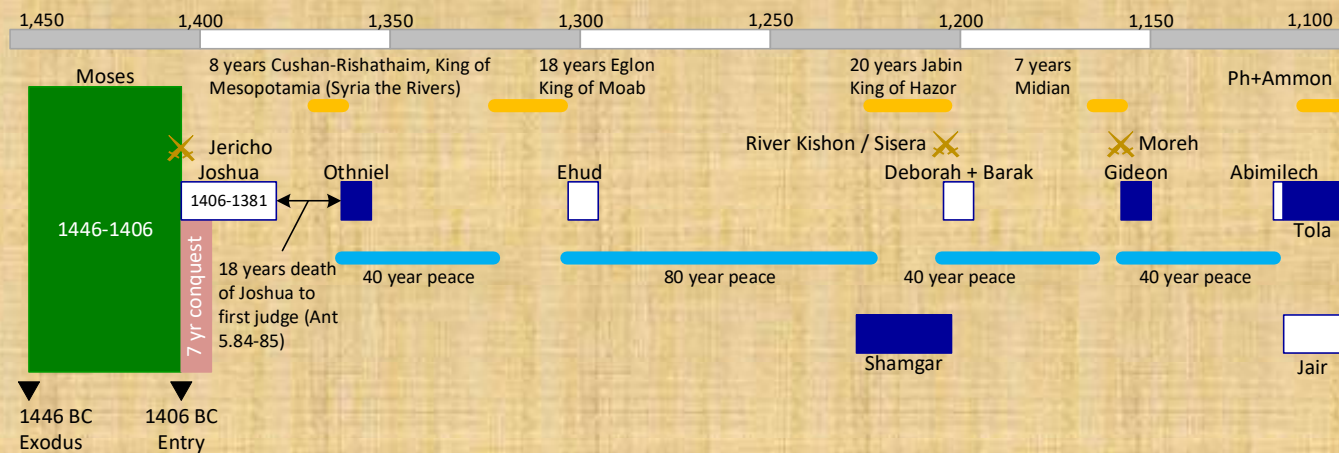 1,450 1,400 1,350 1,300 1,250 1,200 1,150 1,100
Moses
8 years Cushan-Rishathaim, King of
Mesopotamia (Syria the Rivers)
18 years Eglon
King of Moab
20 years Jabin
King of Hazor
7 years
Midian
Ph+Ammon
Jericho
River Kishon / Sisera
Moreh
Joshua
Othniel
Ehud
Deborah + Barak
Gideon
Abimilech
1406-1381
1446-1406
Tola
7 yr conquest
18 years death
of Joshua to
first judge (Ant
5.84-85)
40 year peace
80 year peace
40 year peace
40 year peace
Shamgar
Jair
1446 BC
Exodus
1406 BC
Entry